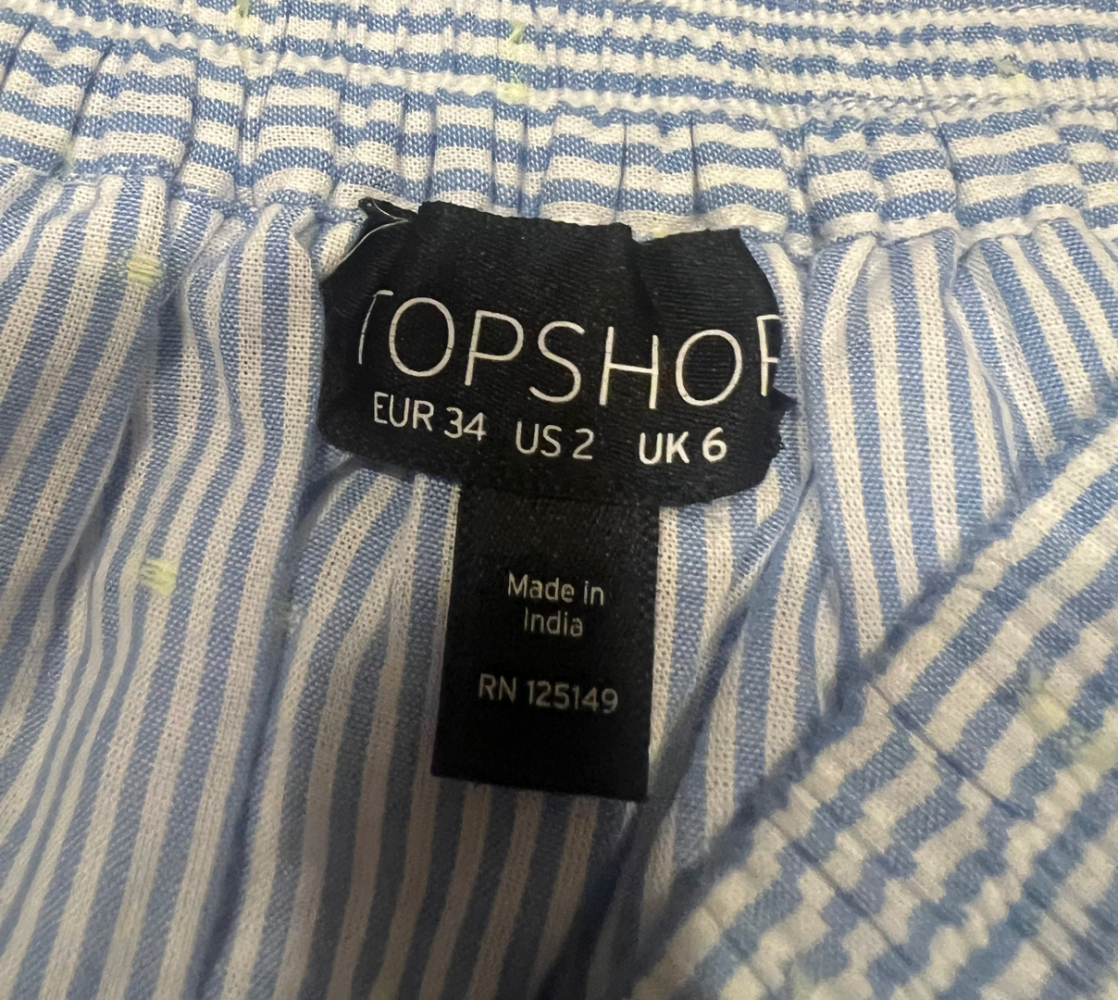 TOPSHOP
EUR 34 US 2 UK 6
Made in
India
RN 125149